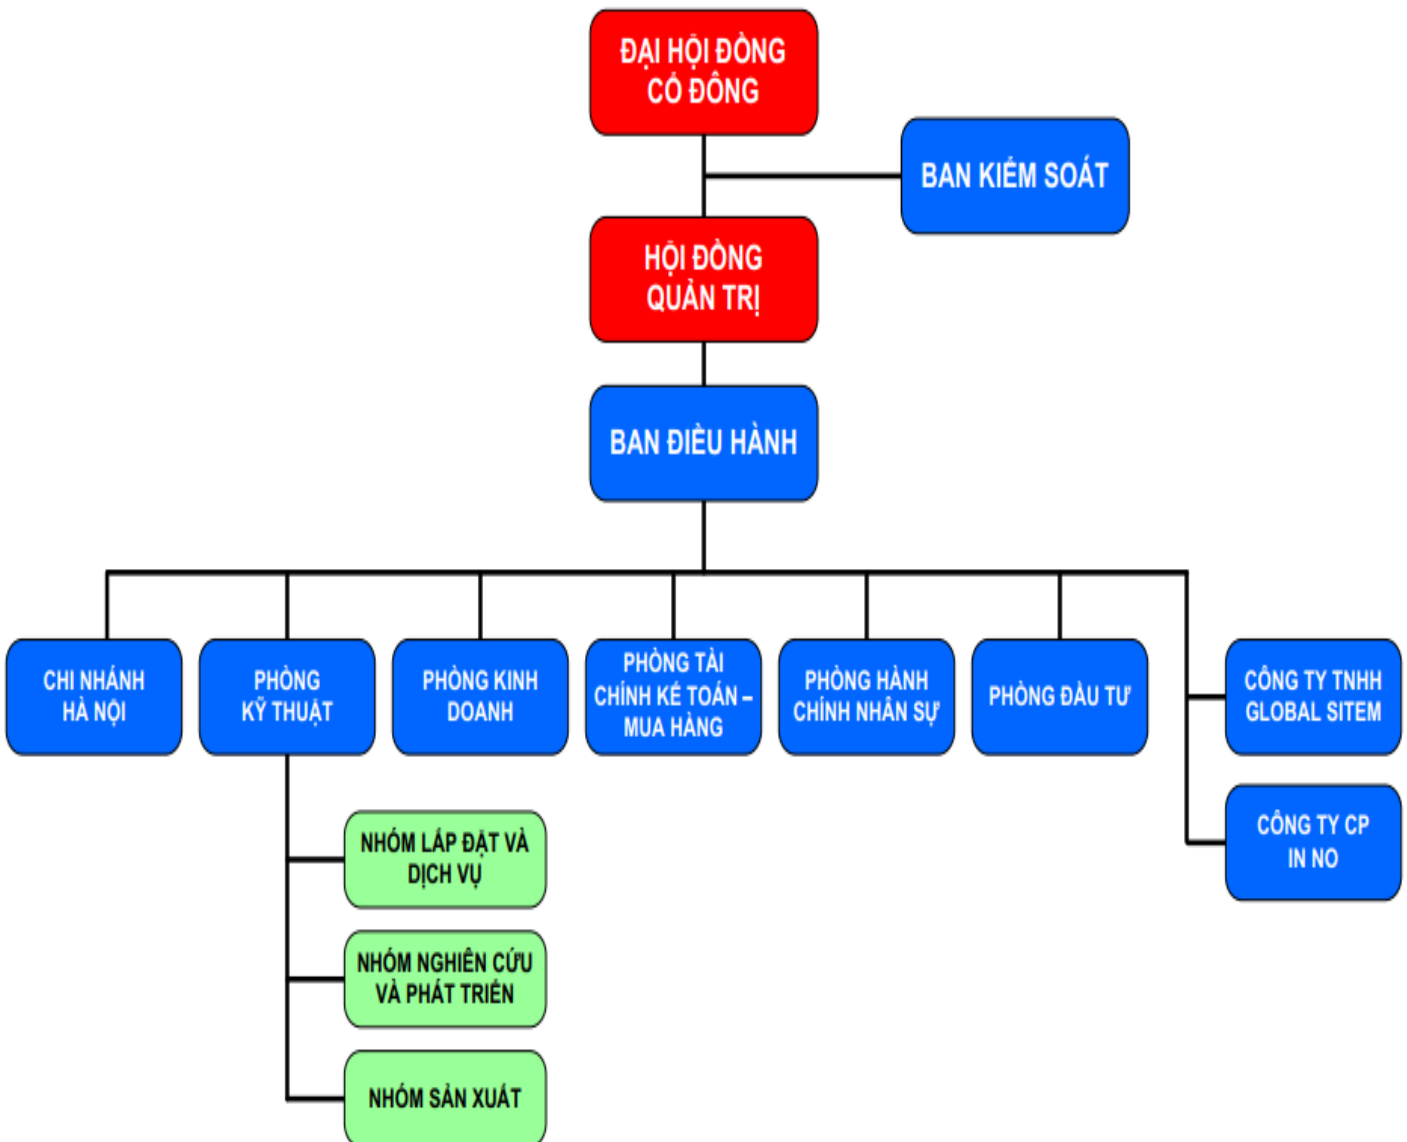 ĐẠI HỘI ĐỒNG
CỔ ĐÔNG
BAN KIỂM SOÁT
HỘI ĐỒNG
QUẢN TRỊ
BAN ĐIỀU HÀNH
CHI NHÁNH
HÀ NỘI
PHÒNG
KỸ THUẬT
PHÒNG KINH
DOANH
PHÒNG TÀI
CHÍNH KẾ TOÁN –
MUA HÀNG
PHÒNG HÀNH
CHÍNH NHÂN SỰ
PHÒNG ĐẦU TƯ
CÔNG TY TNHH
GLOBAL SITEM
CÔNG TY CP
IN NO
NHÓM LẮP ĐẶT VÀ
DỊCH VỤ
NHÓM NGHIÊN CỨU
VÀ PHÁT TRIỂN
NHÓM SẢN XUẤT